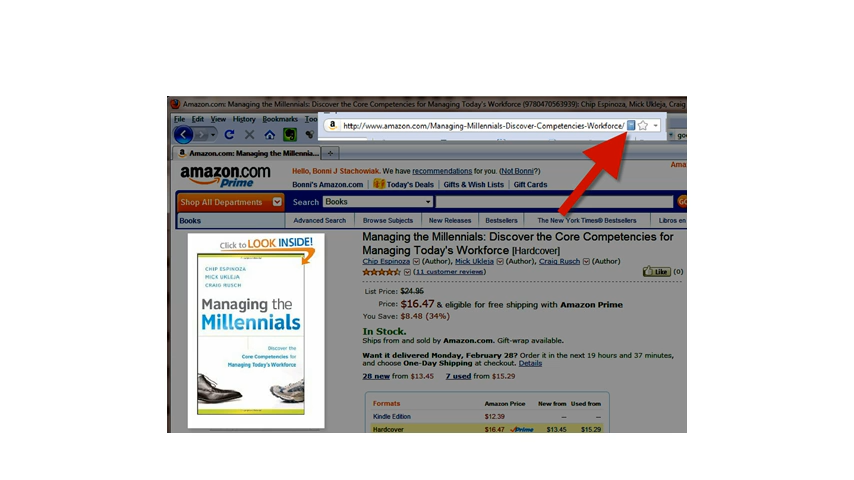 Amazon.com: Managing the Millennials: Discover the Core Competencies for Managing Today's Workforce (9780470563939): Chip Espinoza, Mick Ukleja, Craig
File Edit View History Bookmarks Too
http://www.amazon.com/Managing-Millennials-Discover-Competencies-Workforce/
goo
Amazon.com: Managing the Millennia...
amazon.com
Prime
Hello, Bonni J Stachowiak. We have recommendations for you. (Not Bonni?)
Ama
Bonni's Amazon.com Today's Deals Gifts & Wish Lists Gift Cards
Shop All Departments Search Books GO
Books Advanced Search Browse Subjects New Releases Bestsellers The New York Times® Bestsellers Libros en
Click to LOOK INSIDE!
CHIP ESPINOZA
MICK UKLEJA
CRAIG RUSCH
Managing the
Millennials
Discover the
Core Competencies for
Managing Today's Workforce
Managing the Millennials: Discover the Core Competencies for
Managing Today's Workforce [Hardcover]
Chip Espinoza (Author), Mick Ukleja (Author), Craig Rusch (Author)
(11 customer reviews) Like (0)
List Price: $24.95
Price: $16.47 & eligible for free shipping with Amazon Prime
You Save: $8.48 (34%)
In Stock.
Ships from and sold by Amazon.com. Gift-wrap available.
Want it delivered Monday, February 28? Order it in the next 19 hours and 37 minutes,
and choose One-Day Shipping at checkout. Details
28 new from $13.45 7 used from $15.29
Formats Amazon Price New from Used from
Kindle Edition $12.39 — —
Hardcover $16.47 Prime $13.45 $15.29